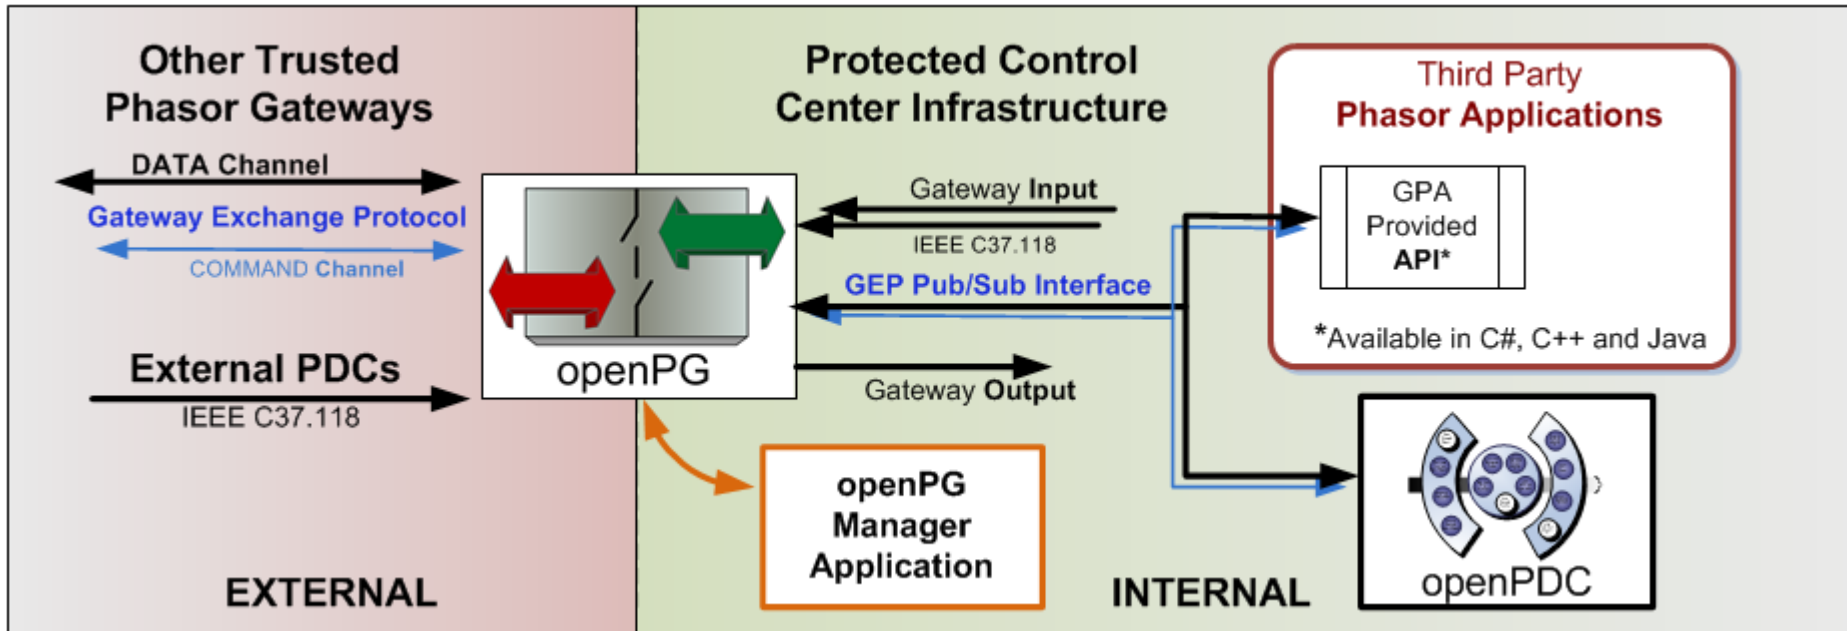 Other Trusted
Phasor Gateways
DATA Channel
Gateway Exchange Protocol
COMMAND Channel
External PDCs
IEEE C37.118
EXTERNAL
openPG
Protected Control
Center Infrastructure
Gateway Input
IEEE C37.118
GEP Pub/Sub Interface
Gateway Output
openPG
Manager
Application
INTERNAL
Third Party
Phasor Applications
GPA
Provided
API*
*Available in C#, C++ and Java
openPDC